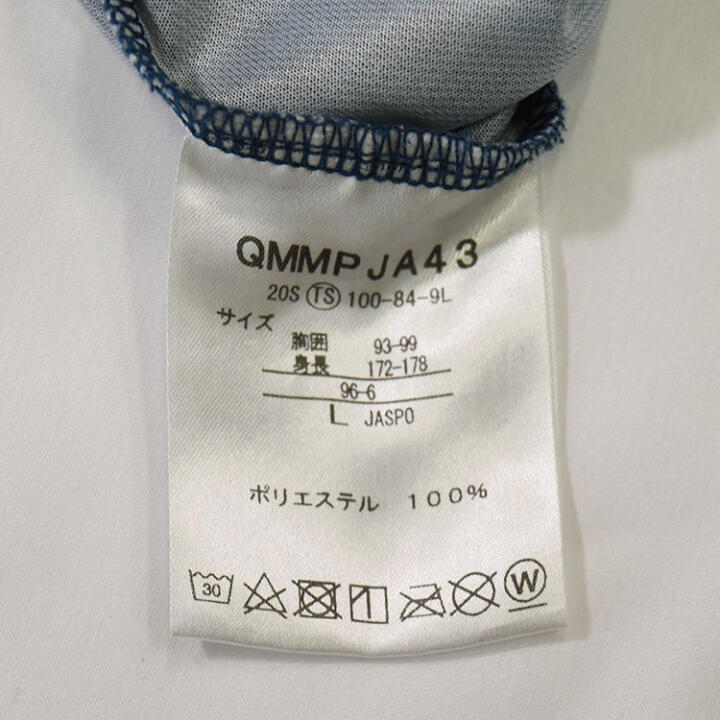 QMMPJA43
20S TS 100-84-9L
サイズ
胸囲 93-99
身長 172-178
96-6
L JASPO
ポリエステル 100%
30
W